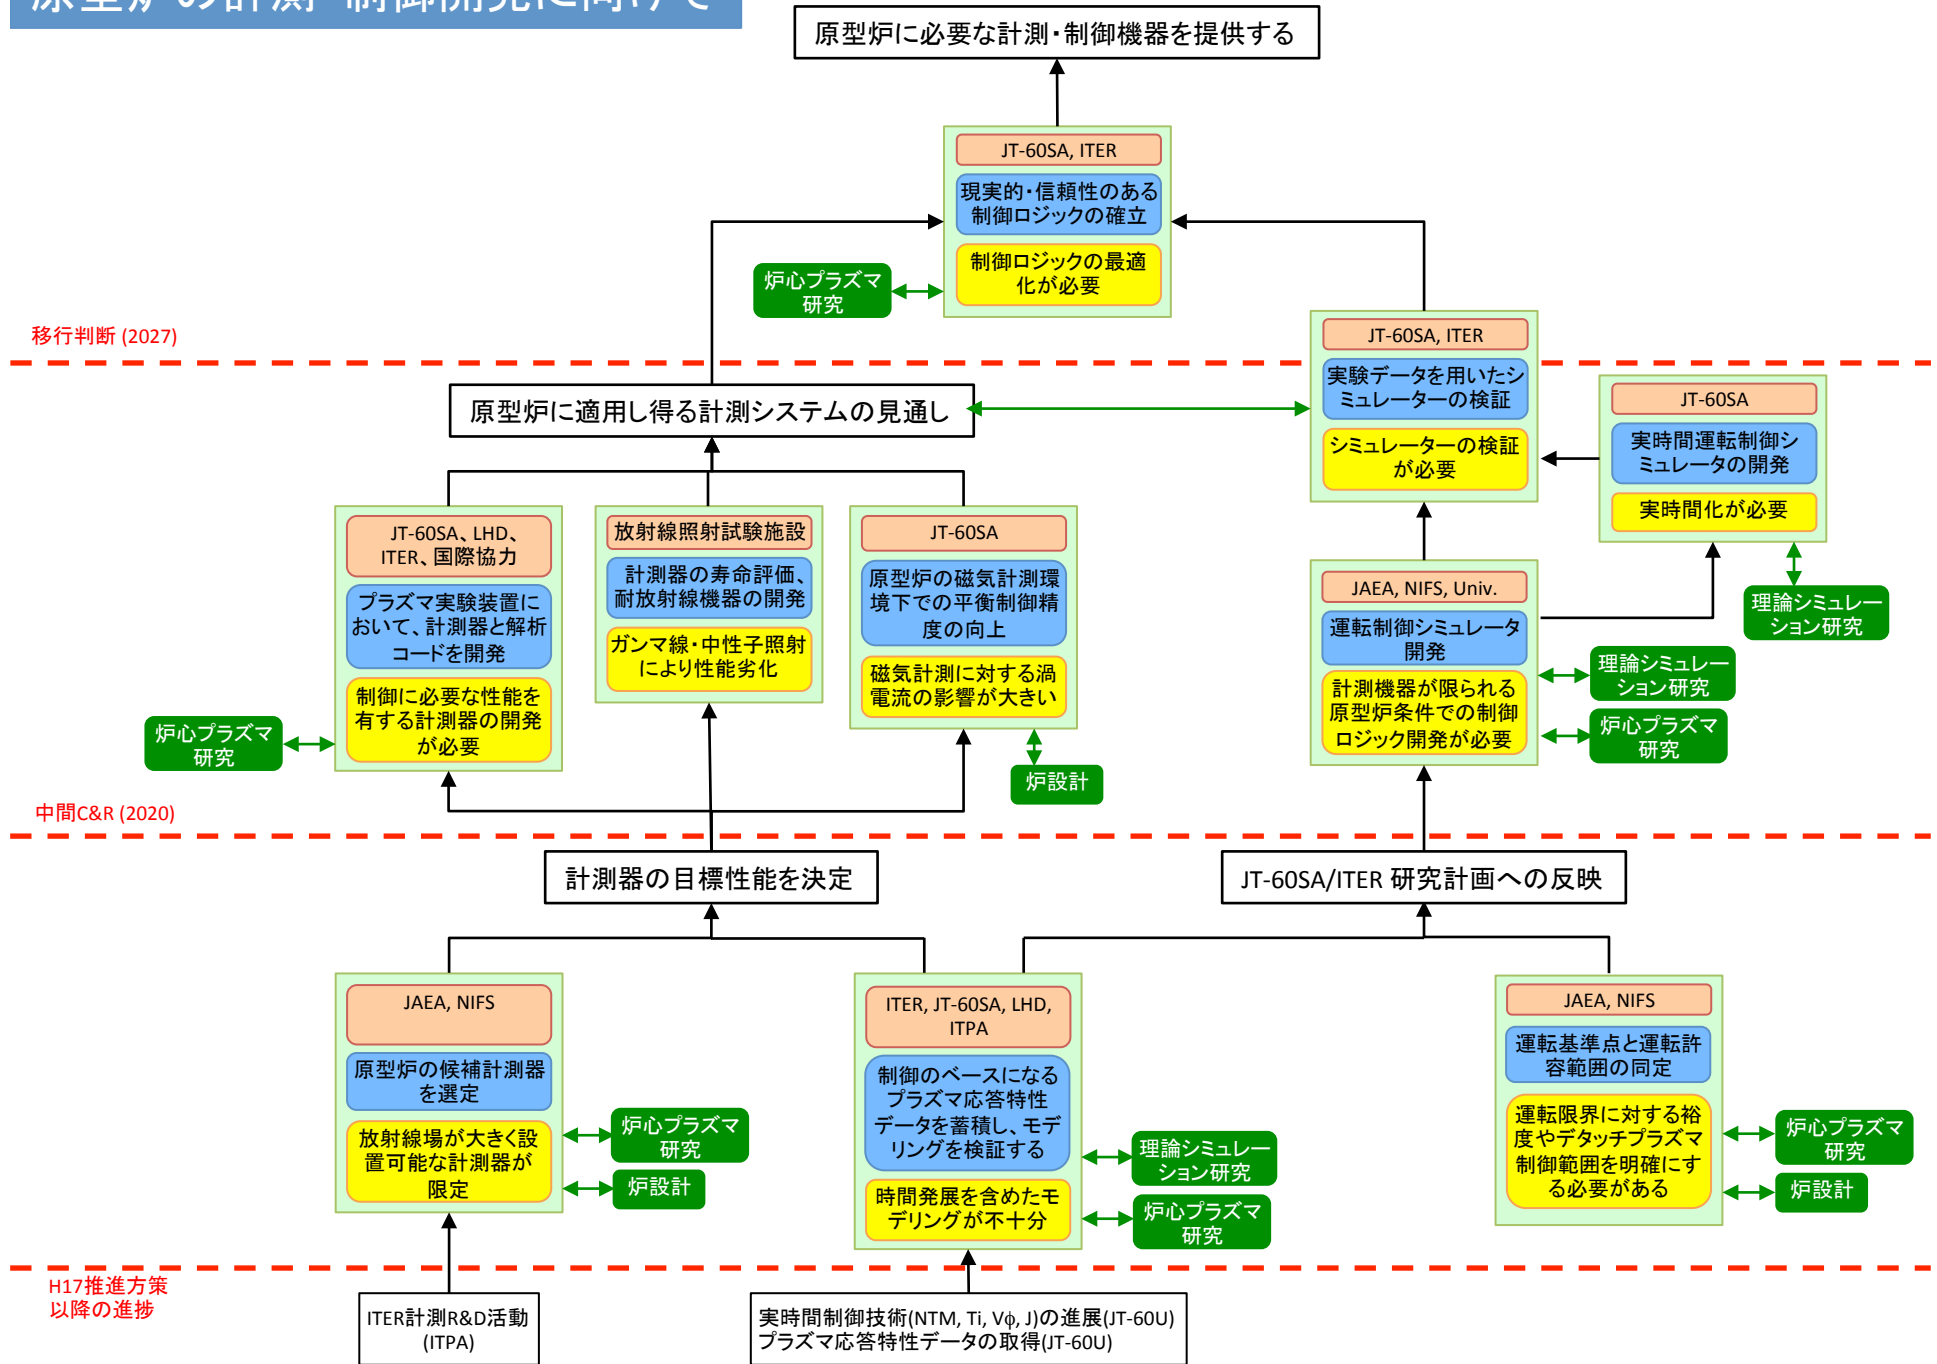 原型炉の計測・制御開発に向けて
原型炉に必要な計測・制御機器を提供する
JT-60SA, ITER
現実的・信頼性のある
制御ロジックの確立
制御ロジックの最適
化が必要
炉心プラズマ
研究
移行判断 (2027)
JT-60SA, ITER
実験データを用いたシ
ミュレーターの検証
シミュレーターの検証
が必要
JT-60SA
実時間運転制御シ
ミュレータの開発
実時間化が必要
理論シミュレー
ション研究
原型炉に適用し得る計測システムの見通し
JT-60SA、LHD、
ITER、国際協力
プラズマ実験装置に
おいて、計測器と解析
コードを開発
制御に必要な性能を
有する計測器の開発
が必要
炉心プラズマ
研究
放射線照射試験施設
計測器の寿命評価、
耐放射線機器の開発
ガンマ線・中性子照射
により性能劣化
JT-60SA
原型炉の磁気計測環
境下での平衡制御精
度の向上
磁気計測に対する渦
電流の影響が大きい
炉設計
JAEA, NIFS, Univ.
運転制御シミュレータ
開発
計測機器が限られる
原型炉条件での制御
ロジック開発が必要
理論シミュレー
ション研究
炉心プラズマ
研究
中間C&R (2020)
計測器の目標性能を決定
JT-60SA/ITER 研究計画への反映
JAEA, NIFS
原型炉の候補計測器
を選定
放射線場が大きく設
置可能な計測器が
限定
炉心プラズマ
研究
炉設計
ITER, JT-60SA, LHD,
ITPA
制御のベースになる
プラズマ応答特性
データを蓄積し、モデ
リングを検証する
時間発展を含めたモ
デリングが不十分
理論シミュレー
ション研究
炉心プラズマ
研究
JAEA, NIFS
運転基準点と運転許
容範囲の同定
運転限界に対する裕
度やデタッチプラズマ
制御範囲を明確にす
る必要がある
炉心プラズマ
研究
炉設計
H17推進方策
以降の進捗
ITER計測R&D活動
(ITPA)
実時間制御技術(NTM, Ti, Vφ, J)の進展(JT-60U)
プラズマ応答特性データの取得(JT-60U)